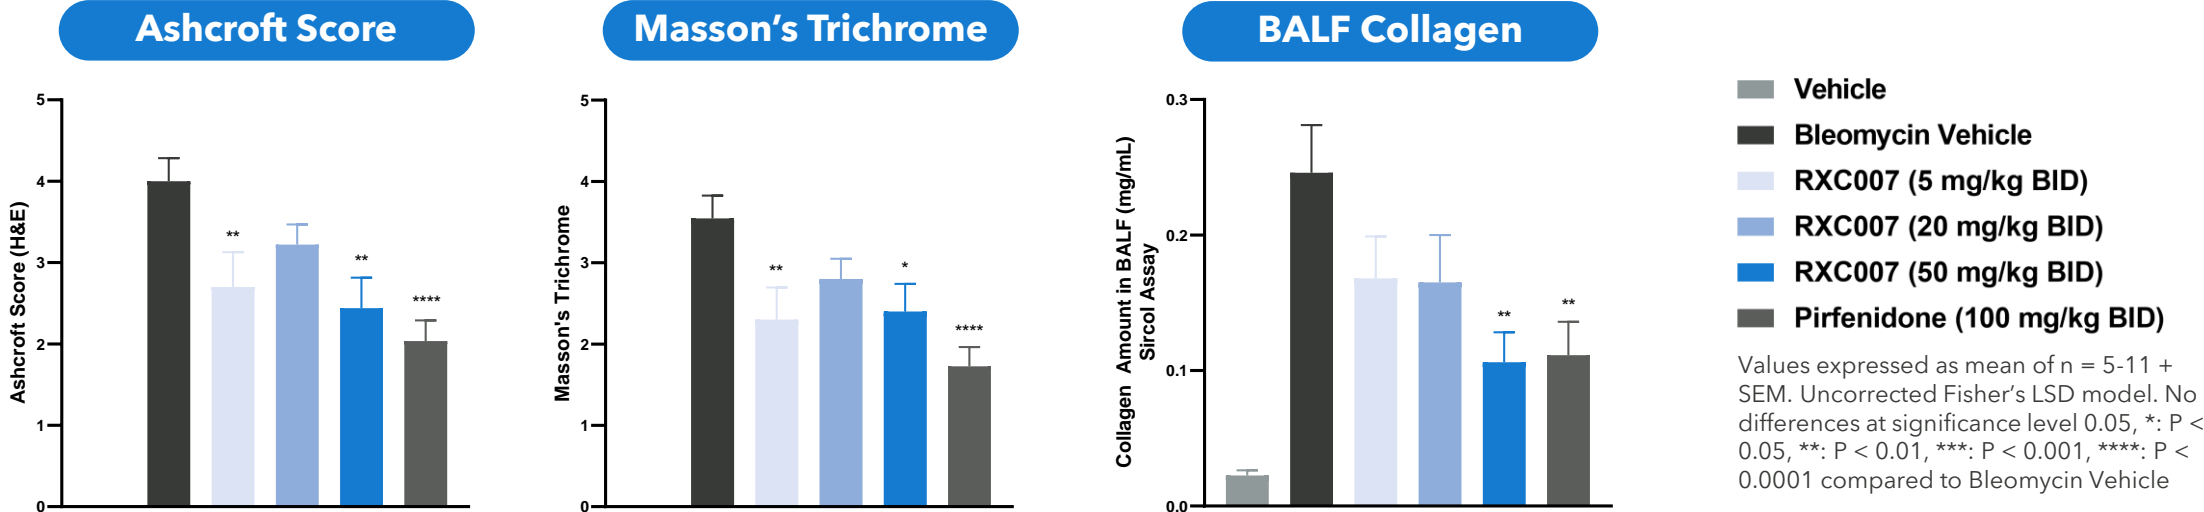 Ashcroft Score
Masson’s Trichrome
BALF Collagen
Ashcroft Score (H&E)
5
4
3
2
1
0
**
**
****
Masson's Trichrome
5
4
3
2
1
0
**
*
****
Collagen Amount in BALF (mg/mL)
Sircol Assay
0.3
0.2
0.1
0.0
**
**
Vehicle
Bleomycin Vehicle
RXC007 (5 mg/kg BID)
RXC007 (20 mg/kg BID)
RXC007 (50 mg/kg BID)
Pirfenidone (100 mg/kg BID)
Values expressed as mean of n = 5-11 +
SEM. Uncorrected Fisher’s LSD model. No
differences at significance level 0.05, *: P <
0.05, **: P < 0.01, ***: P < 0.001, ****: P <
0.0001 compared to Bleomycin Vehicle